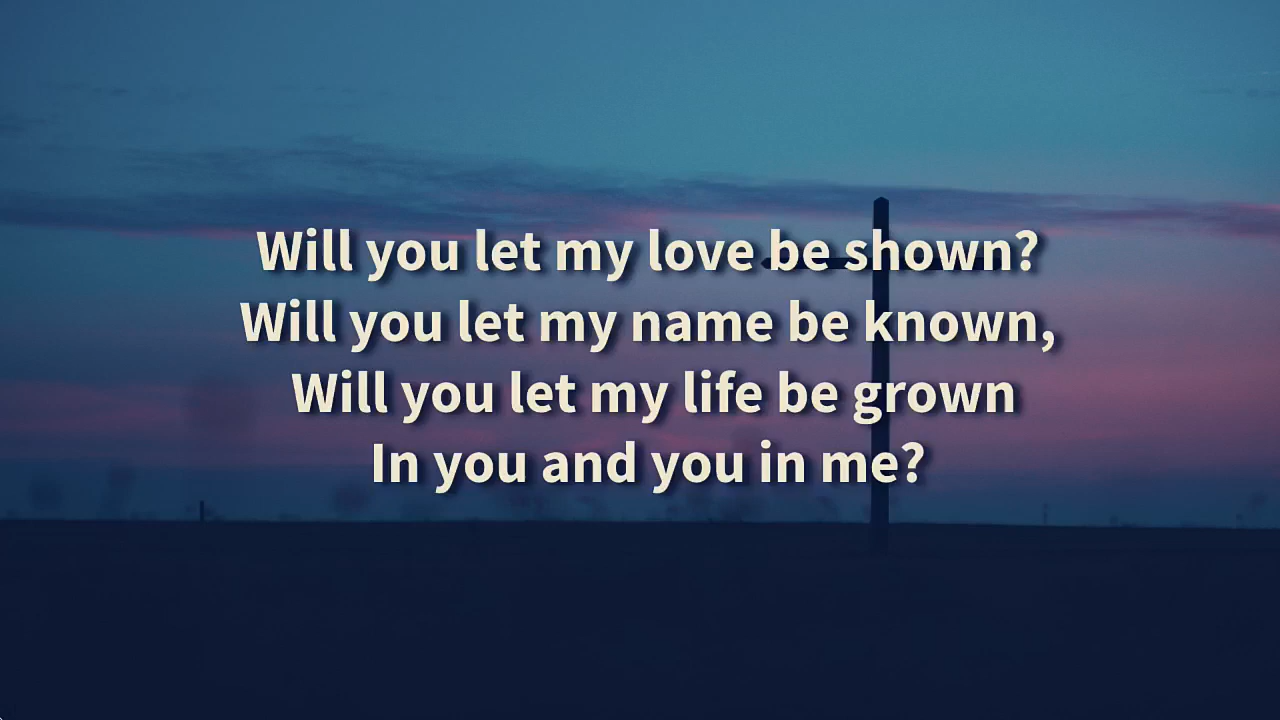 Will you let my love be shown?
Will you let my name be known,
Will you let my life be grown
In you and you in me?